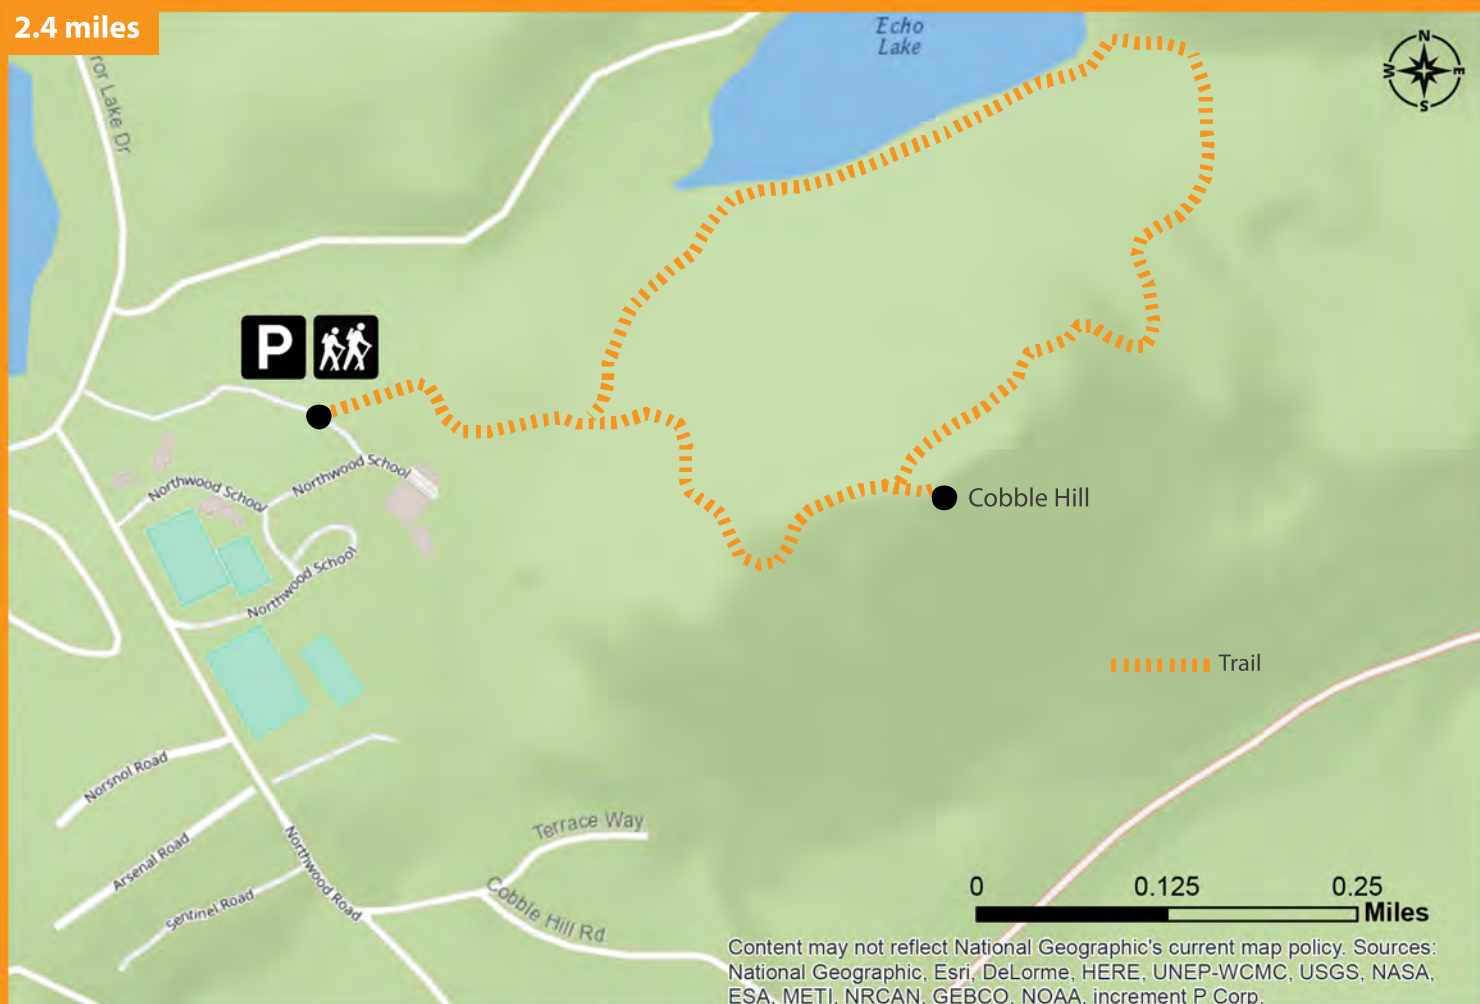 2.4 miles
Echo
Lake
N
W
E
S
ror Lake Dr
P
Northwood School
Northwood School
Cobble Hill
Northwood School
Trail
Norsnol Road
Arsenal Road
Northwood Road
Sentinel Road
Terrace Way
Cobble Hill Rd
0 0.125 0.25
Miles
Content may not reflect National Geographic's current map policy. Sources:
National Geographic, Esri, DeLorme, HERE, UNEP-WCMC, USGS, NASA,
ESA, METI, NRCAN, GEBCO, NOAA, increment P Corp.